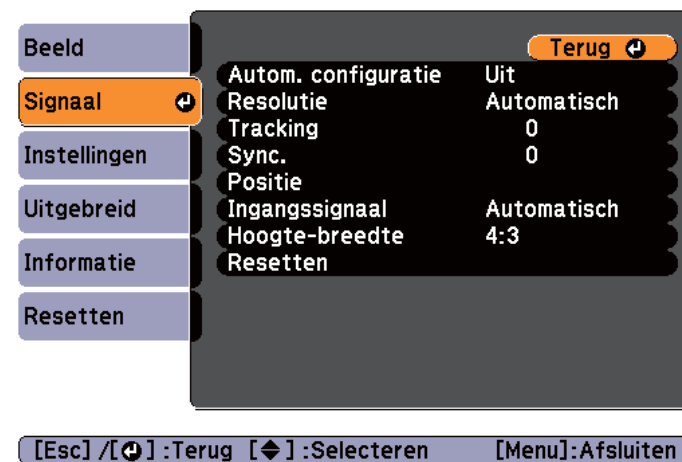 Beeld
Signaal
Instellingen
Uitgebreid
Informatie
Resetten
Terug
Autom. configuratie Uit
Resolutie Automatisch
Tracking 0
Sync. 0
Positie
Ingangssignaal Automatisch
Hoogte-breedte 4:3
Resetten
[Esc] /[⏎] :Terug [◆] :Selecteren [Menu]:Afsluiten